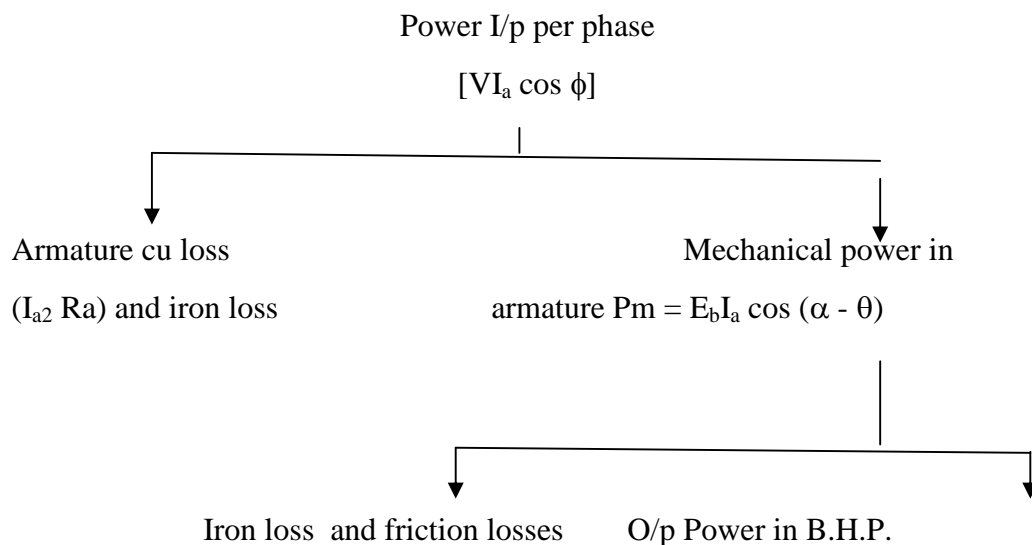 Power I/p per phase
[VIₐ cos ϕ]
Armature cu loss
(Iₐ₂ Ra) and iron loss
Mechanical power in
armature Pm = E_bIₐ cos (α - θ)
Iron loss and friction losses
O/p Power in B.H.P.